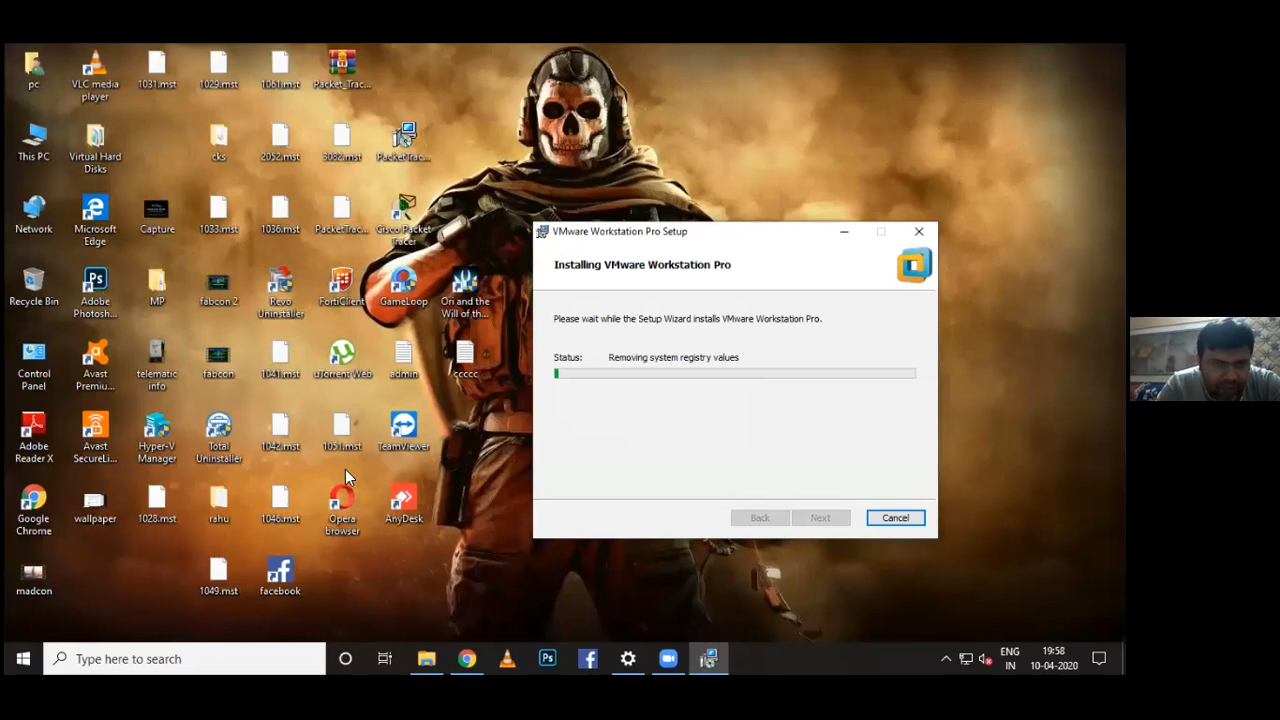 pc
VLC media
player
1031.mst
1029.mst
1061.mst
Packet_Trac...
This PC
Virtual Hard
Disks
cks
2052.mst
3082.mst
PacketTrac...
Network
Microsoft
Edge
Capture
1033.mst
1036.mst
PacketTrac...
Cisco Packet
Tracer
Recycle Bin
Adobe
Photosh...
MP
fabcon 2
Revo
Uninstaller
FortiClient
GameLoop
Ori and the
Will of th...
Control
Panel
Avast
Premiu...
telematic
info
fabcon
1041.mst
uTorrent Web
admin
ccccc
Adobe
Reader X
Avast
SecureLi...
Hyper-V
Manager
Total
Uninstaller
1042.mst
1051.mst
TeamViewer
Google
Chrome
wallpaper
1028.mst
rahu
1046.mst
Opera
browser
AnyDesk
madcon
1049.mst
facebook
VMware Workstation Pro Setup
Installing VMware Workstation Pro
Please wait while the Setup Wizard installs VMware Workstation Pro.
Status: Removing system registry values
Back Next Cancel
Type here to search
ENG
IN
19:58
10-04-2020